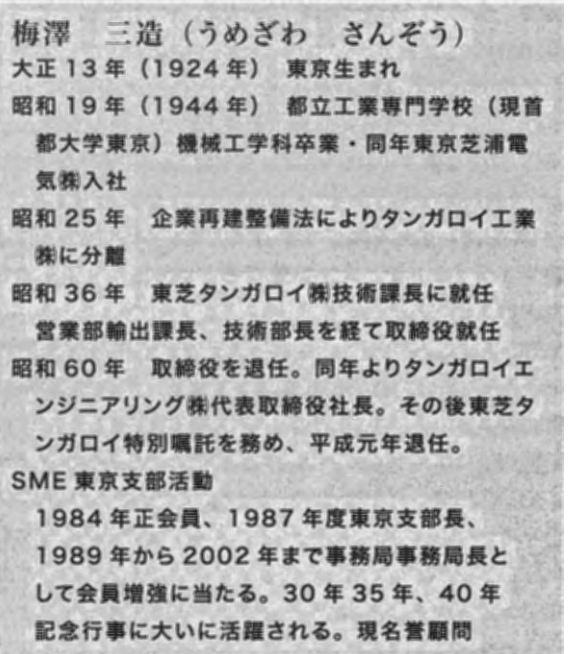 梅澤　三造（うめざわ　さんぞう）
大正 13 年（1924 年）　東京生まれ
昭和 19 年（1944 年）　都立工業専門学校（現首
都大学東京）機械工学科卒業・同年東京芝浦電
気㈱入社
昭和 25 年　企業再建整備法によりタンガロイ工業
㈱に分離
昭和 36 年　東芝タンガロイ㈱技術課長に就任
営業部輸出課長、技術部長を経て取締役就任
昭和 60 年　取締役を退任。同年よりタンガロイエ
ンジニアリング㈱代表取締役社長。その後東芝タ
ンガロイ特別嘱託を務め、平成元年退任。
SME 東京支部活動
1984 年正会員、1987 年度東京支部長、
1989 年から 2002 年まで事務局事務局長と
して会員増強に当たる。30 年 35 年、40 年
記念行事に大いに活躍される。現名誉顧問